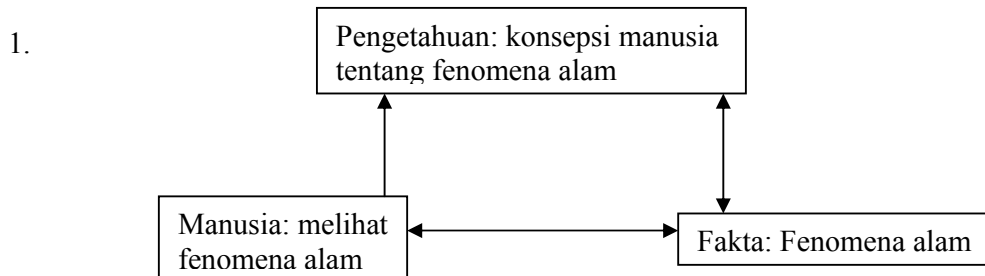 1.
Pengetahuan: konsepsi manusia
tentang fenomena alam
Manusia: melihat
fenomena alam
Fakta: Fenomena alam